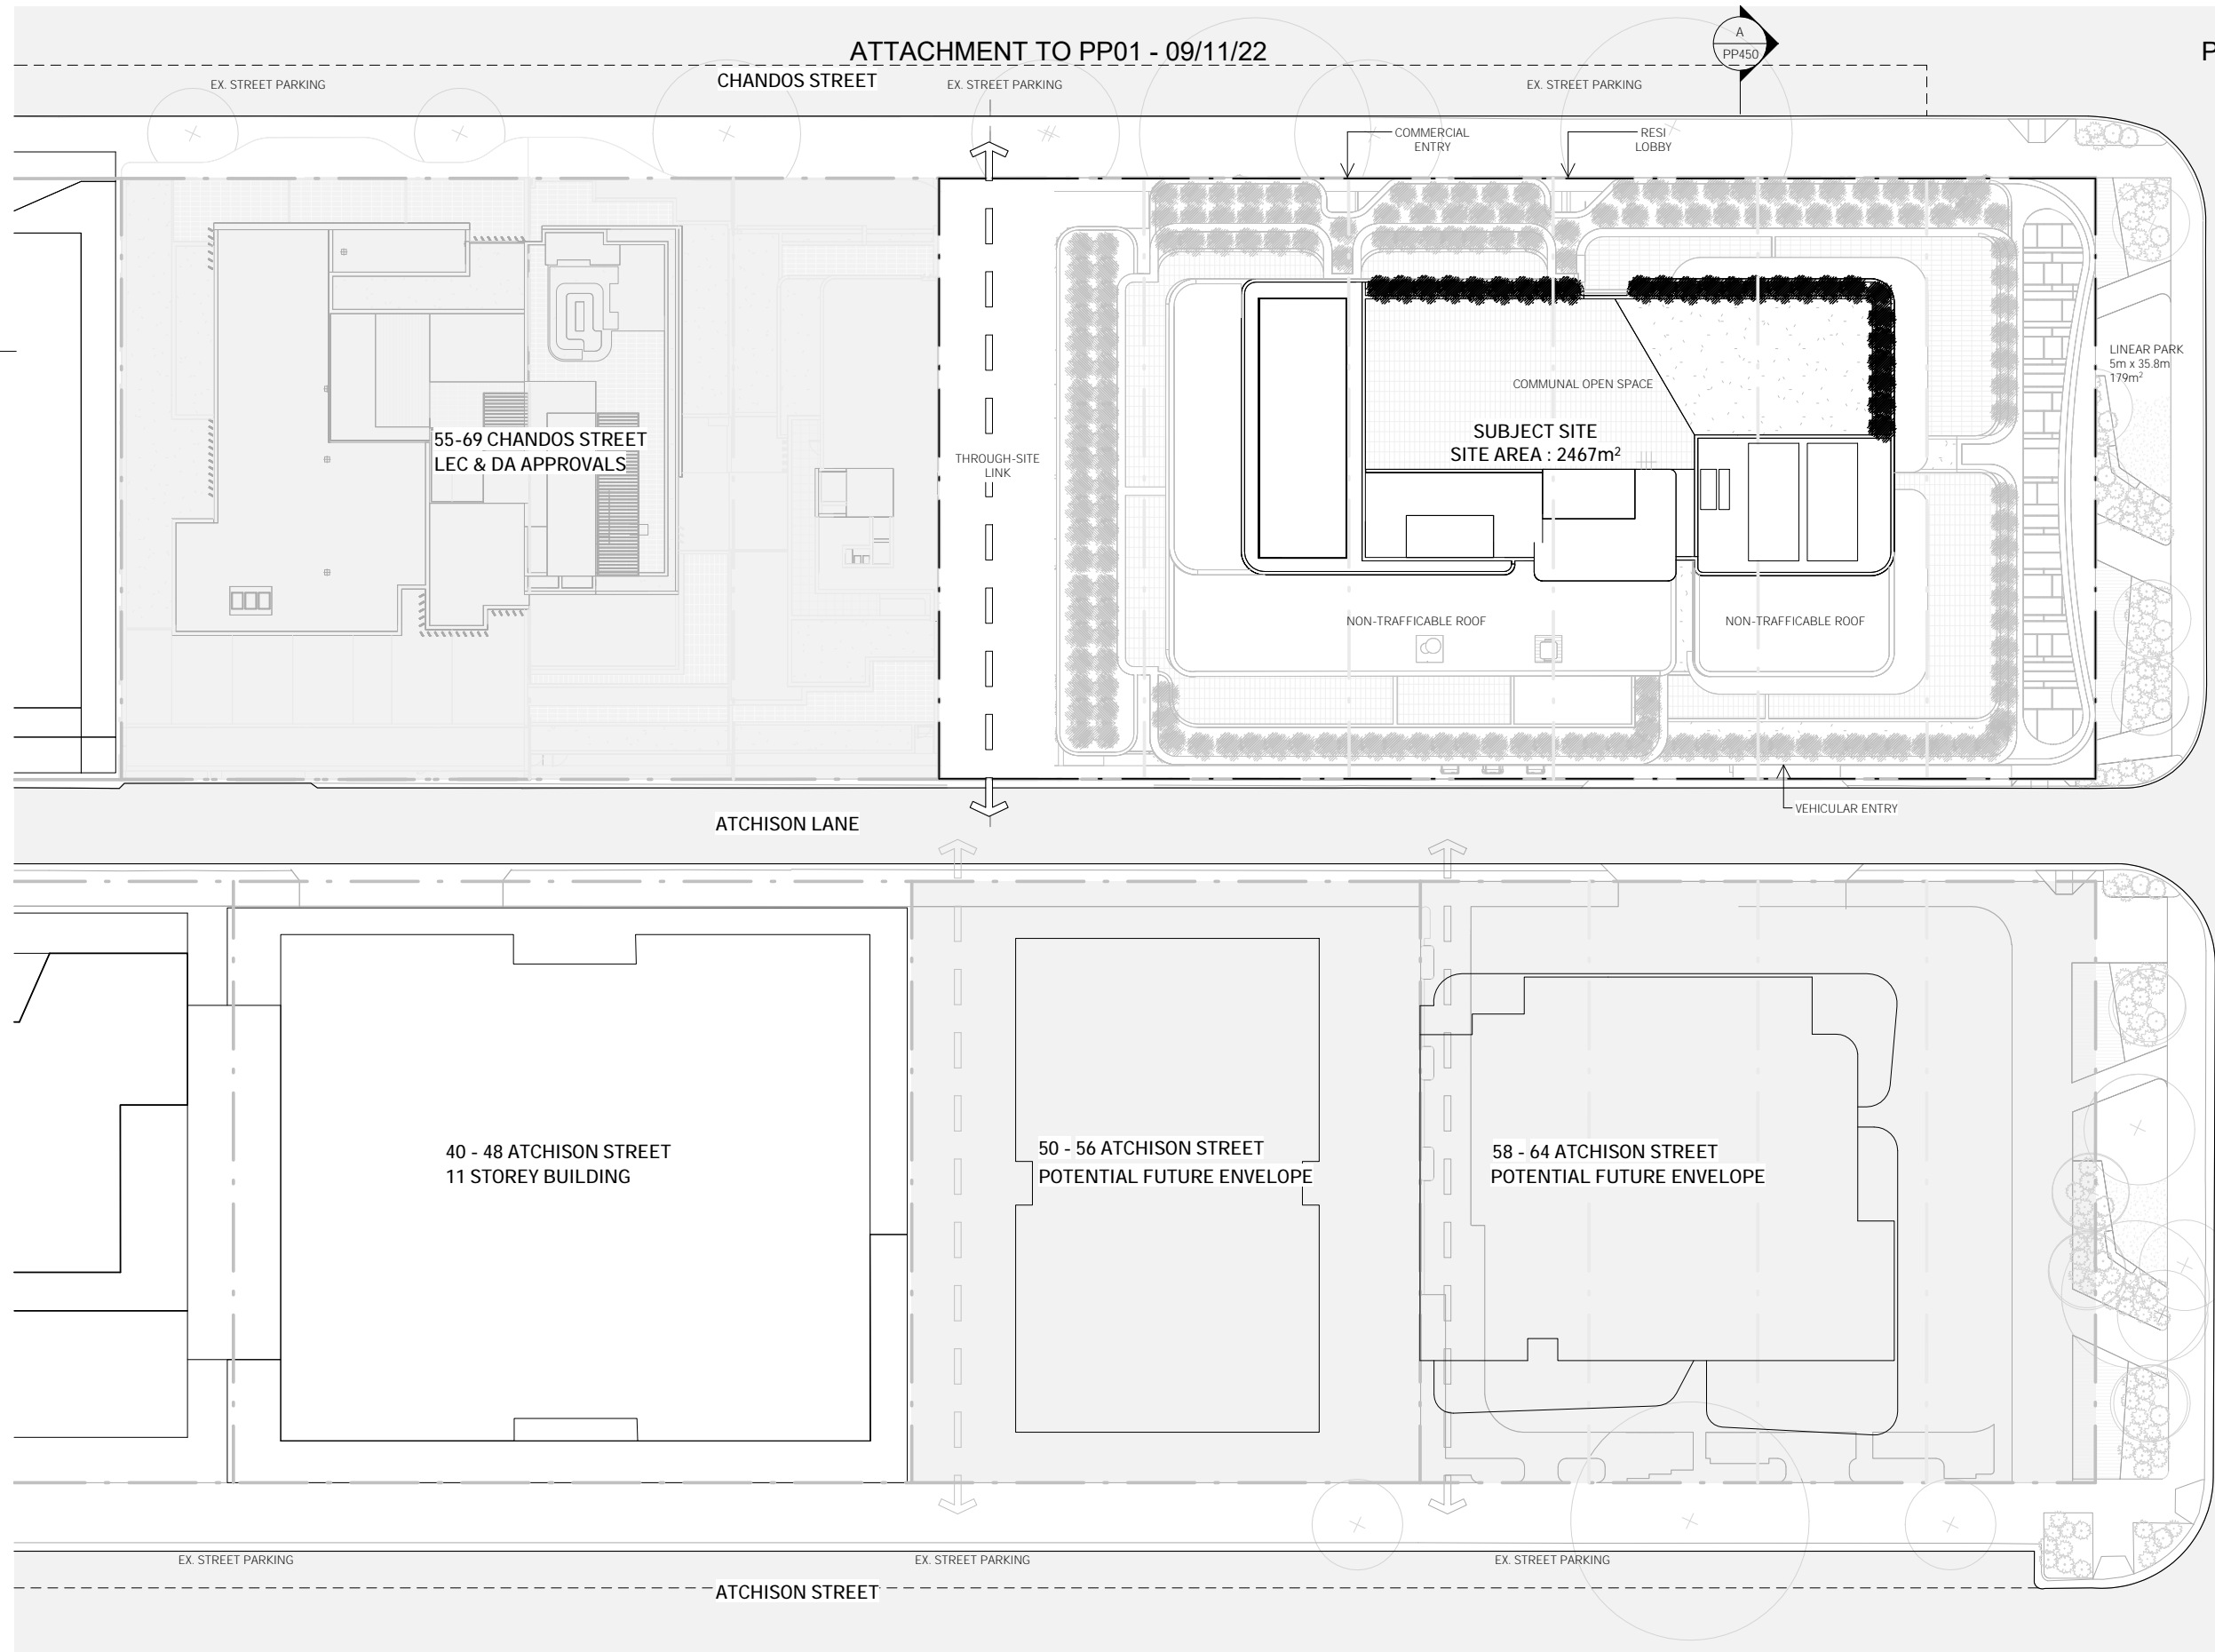 ATTACHMENT TO PP01 - 09/11/22
P
A
PP450
CHANDOS STREET
EX. STREET PARKING
EX. STREET PARKING
EX. STREET PARKING
COMMERCIAL
ENTRY
RESI
LOBBY
LINEAR PARK
5m x 35.8m
179m²
COMMUNAL OPEN SPACE
55-69 CHANDOS STREET
LEC & DA APPROVALS
SUBJECT SITE
SITE AREA : 2467m²
THROUGH-SITE
LINK
NON-TRAFFICABLE ROOF
NON-TRAFFICABLE ROOF
VEHICULAR ENTRY
ATCHISON LANE
40 - 48 ATCHISON STREET
11 STOREY BUILDING
50 - 56 ATCHISON STREET
POTENTIAL FUTURE ENVELOPE
58 - 64 ATCHISON STREET
POTENTIAL FUTURE ENVELOPE
EX. STREET PARKING
EX. STREET PARKING
EX. STREET PARKING
ATCHISON STREET